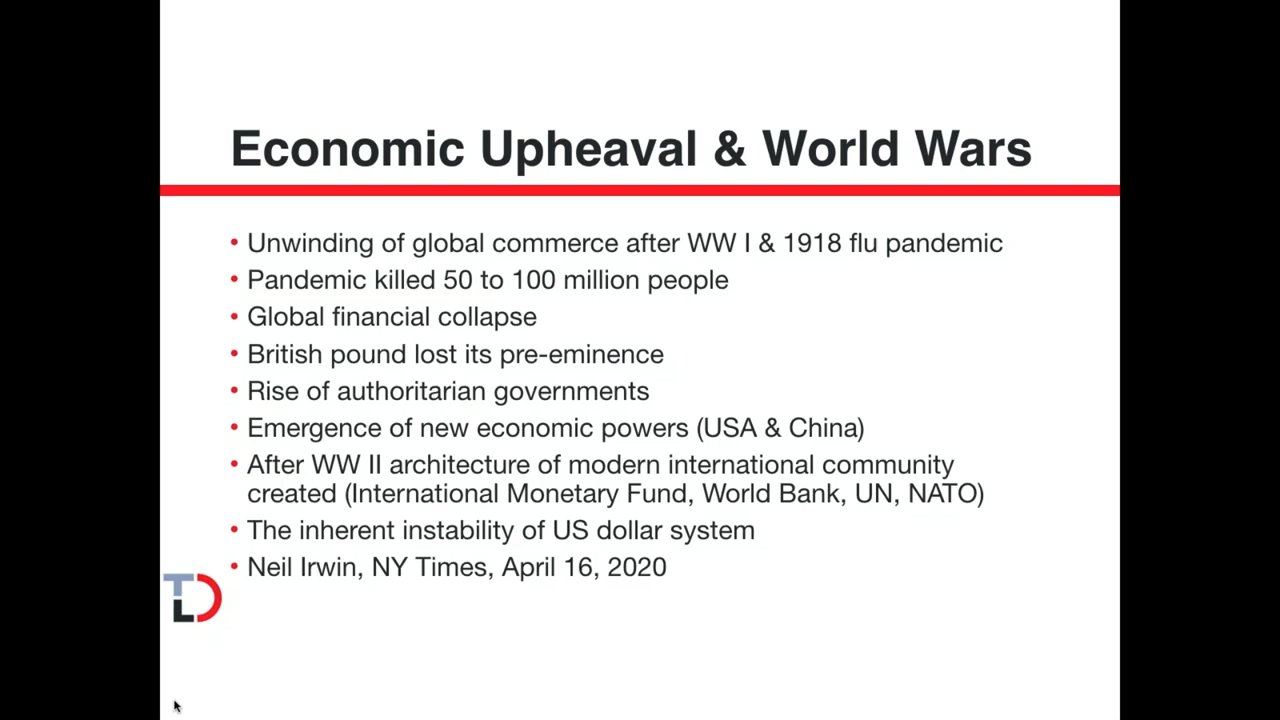 Economic Upheaval & World Wars
• Unwinding of global commerce after WW I & 1918 flu pandemic
• Pandemic killed 50 to 100 million people
• Global financial collapse
• British pound lost its pre-eminence
• Rise of authoritarian governments
• Emergence of new economic powers (USA & China)
• After WW II architecture of modern international community
created (International Monetary Fund, World Bank, UN, NATO)
• The inherent instability of US dollar system
• Neil Irwin, NY Times, April 16, 2020
TLD